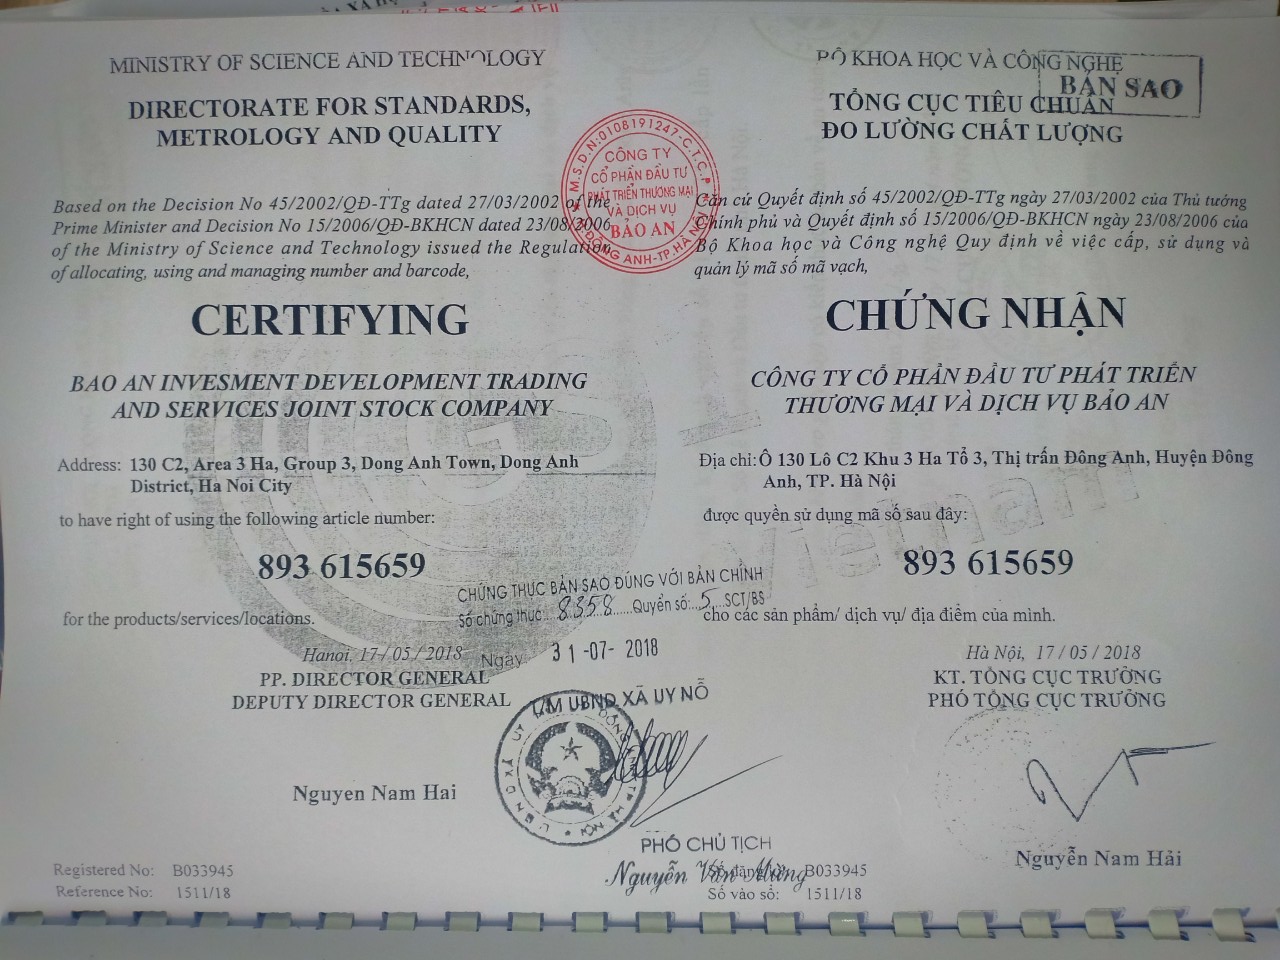 MINISTRY OF SCIENCE AND TECHNOLOGY
DIRECTORATE FOR STANDARDS,
METROLOGY AND QUALITY
Based on the Decision No 45/2002/QĐ-TTg dated 27/03/2002 of the
Prime Minister and Decision No 15/2006/QĐ-BKHCN dated 23/08/2006
of the Ministry of Science and Technology issued the Regulation
of allocating, using and managing number and barcode,
CERTIFYING
BAO AN INVESMENT DEVELOPMENT TRADING
AND SERVICES JOINT STOCK COMPANY
Address: 130 C2, Area 3 Ha, Group 3, Dong Anh Town, Dong Anh
District, Ha Noi City
to have right of using the following article number:
893 615659
for the products/services/locations.
Hanoi, 17/05/2018
PP. DIRECTOR GENERAL
DEPUTY DIRECTOR GENERAL
Nguyen Nam Hai
Registered No: B033945
Reference No: 1511/18
M.S.D.N:0108191247-C.T.C.P
CÔNG TY
CỔ PHẦN ĐẦU TƯ
PHÁT TRIỂN THƯƠNG MẠI
VÀ DỊCH VỤ
BẢO AN
ĐÔNG ANH-TP.HÀ NỘI
BỘ KHOA HỌC VÀ CÔNG NGHỆ
BẢN SAO
TỔNG CỤC TIÊU CHUẨN
ĐO LƯỜNG CHẤT LƯỢNG
Căn cứ Quyết định số 45/2002/QĐ-TTg ngày 27/03/2002 của Thủ tướng
Chính phủ và Quyết định số 15/2006/QĐ-BKHCN ngày 23/08/2006 của
Bộ Khoa học và Công nghệ Quy định về việc cấp, sử dụng và
quản lý mã số mã vạch,
CHỨNG NHẬN
CÔNG TY CỔ PHẦN ĐẦU TƯ PHÁT TRIỂN
THƯƠNG MẠI VÀ DỊCH VỤ BẢO AN
Địa chỉ: Ô 130 Lô C2 Khu 3 Ha Tổ 3, Thị trấn Đông Anh, Huyện Đông
Anh, TP. Hà Nội
được quyền sử dụng mã số sau đây:
893 615659
cho các sản phẩm/ dịch vụ/ địa điểm của mình.
Hà Nội, 17/05/2018
KT. TỔNG CỤC TRƯỞNG
PHÓ TỔNG CỤC TRƯỞNG
Nguyễn Nam Hải
Số đăng ký: B033945
Số vào sổ: 1511/18
GS1
Vietnam
CHỨNG THỰC BẢN SAO ĐÚNG VỚI BẢN CHÍNH
Số chứng thực: 8358 Quyển số: 5 SCT/BS
Ngày 31-07-2018
T/M UBND XÃ UY NỖ
PHÓ CHỦ TỊCH
Nguyễn Văn Mừng